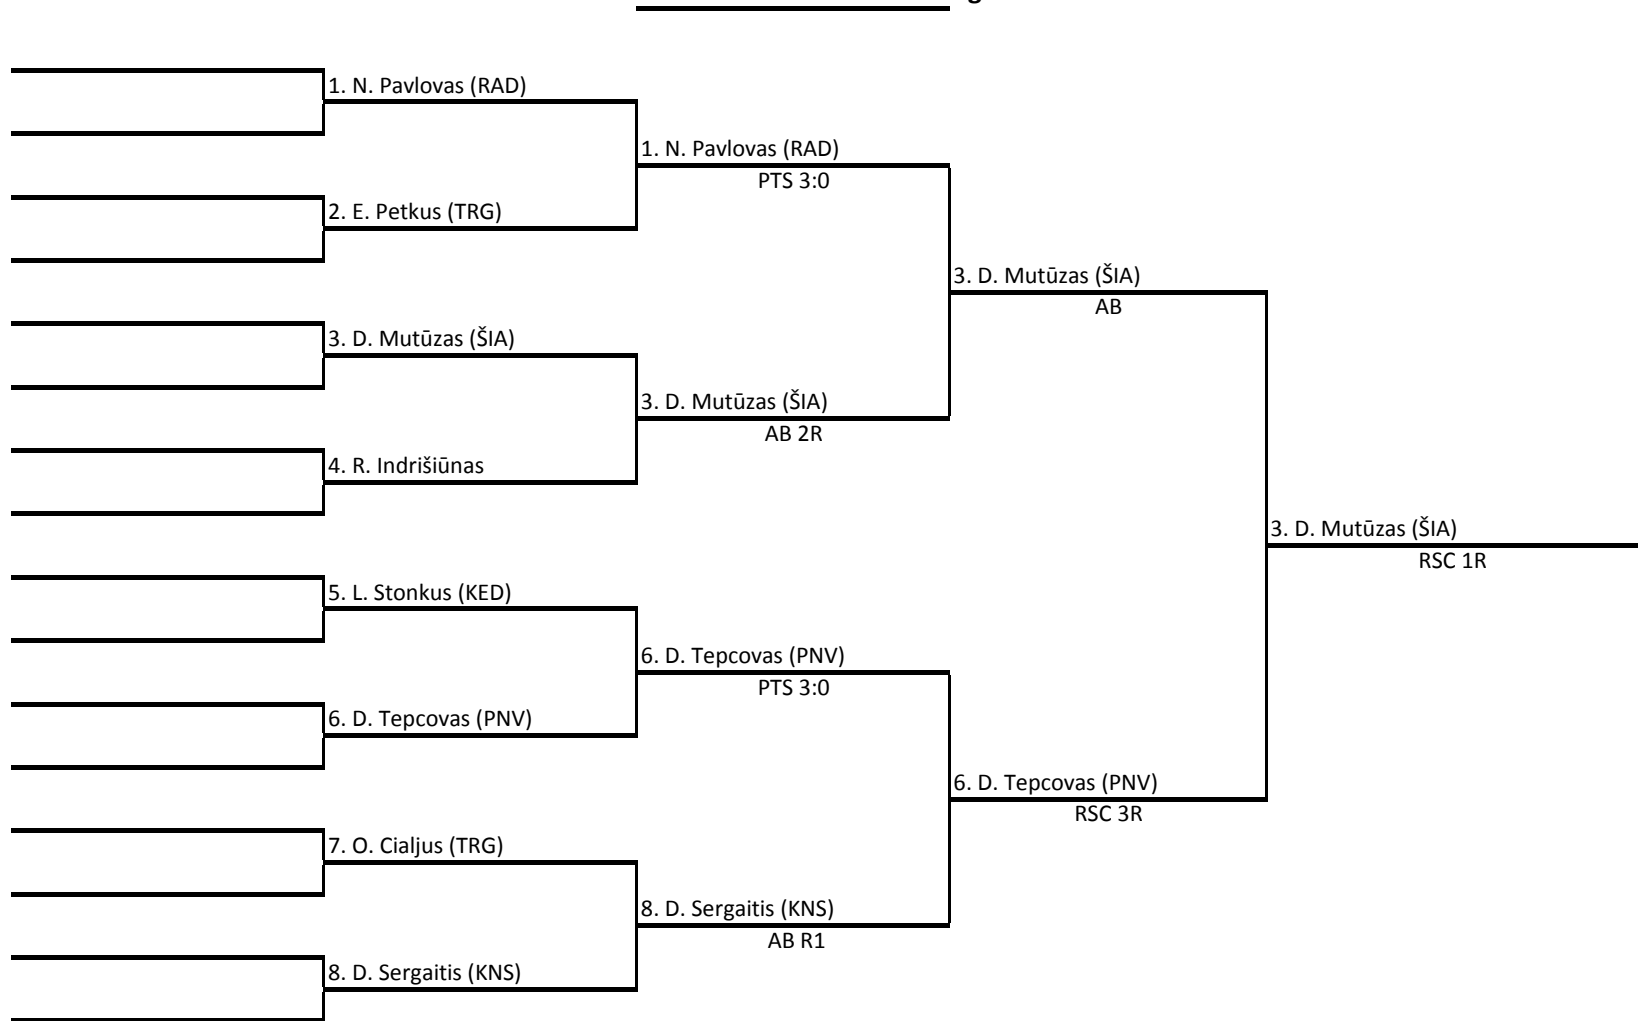 1. N. Pavlovas (RAD)
1. N. Pavlovas (RAD)
PTS 3:0
2. E. Petkus (TRG)
3. D. Mutūzas (ŠIA)
AB
3. D. Mutūzas (ŠIA)
3. D. Mutūzas (ŠIA)
AB 2R
4. R. Indrišiūnas
3. D. Mutūzas (ŠIA)
RSC 1R
5. L. Stonkus (KED)
6. D. Tepcovas (PNV)
PTS 3:0
6. D. Tepcovas (PNV)
6. D. Tepcovas (PNV)
RSC 3R
7. O. Cialjus (TRG)
8. D. Sergaitis (KNS)
AB R1
8. D. Sergaitis (KNS)